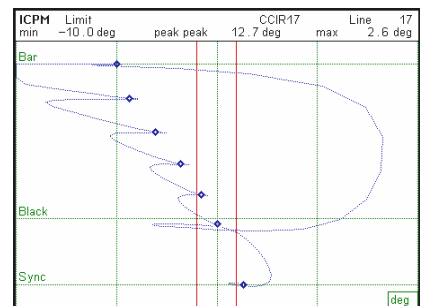 ICPM Limit CCIR17 Line 17
min −10.0 deg peak peak 12.7 deg max 2.6 deg
Bar
Black
Sync
deg